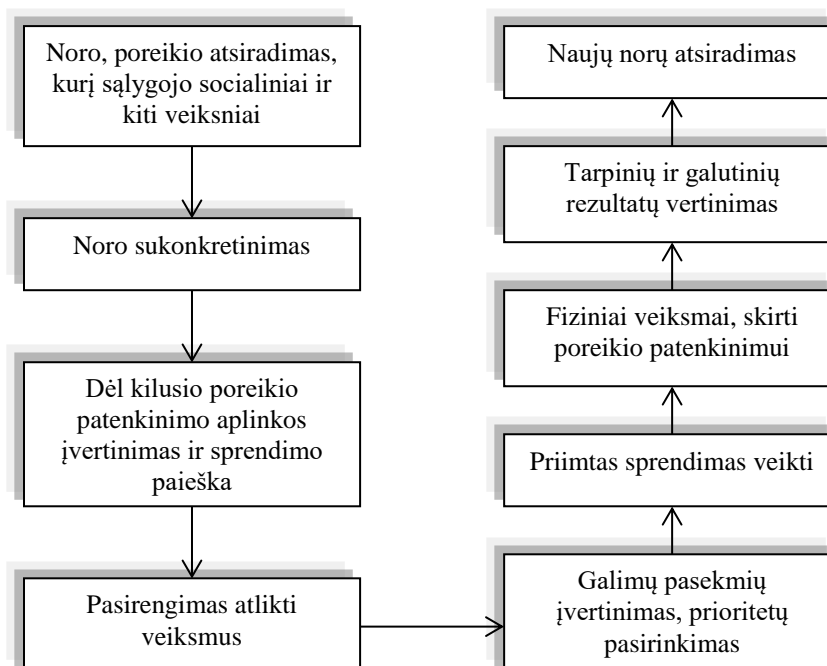 Noro, poreikio atsiradimas,
kurį sąlygojo socialiniai ir
kiti veiksniai
Noro sukonkretinimas
Dėl kilusio poreikio
patenkinimo aplinkos
įvertinimas ir sprendimo
paieška
Pasirengimas atlikti
veiksmus
Galimų pasekmių
įvertinimas, prioritetų
pasirinkimas
Priimtas sprendimas veikti
Fiziniai veiksmai, skirti
poreikio patenkinimui
Tarpinių ir galutinių
rezultatų vertinimas
Naujų norų atsiradimas